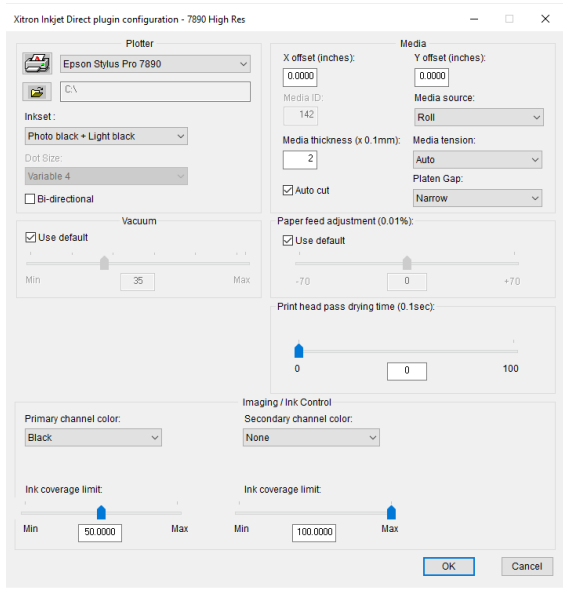 Xitron Inkjet Direct plugin configuration - 7890 High Res
Plotter
Epson Stylus Pro 7890
C:\
Inkset :
Photo black + Light black
Dot Size:
Variable 4
Bi-directional
Media
X offset (inches):
Y offset (inches):
0.0000
0.0000
Media ID:
Media source:
142
Roll
Media thickness (x 0.1mm):
Media tension:
2
Auto
Auto cut
Platen Gap:
Narrow
Vacuum
Use default
Min
35
Max
Paper feed adjustment (0.01%):
Use default
-70
0
+70
Print head pass drying time (0.1sec):
0
0
100
Imaging / Ink Control
Primary channel color:
Secondary channel color:
Black
None
Ink coverage limit:
Ink coverage limit:
Min
50.0000
Max
Min
100.0000
Max
OK
Cancel